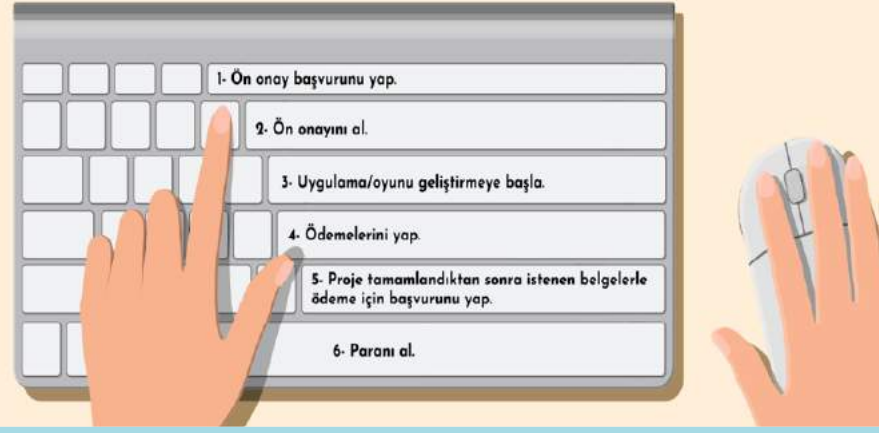 1- Ön onay başvurunu yap.
2- Ön onayını al.
3- Uygulama/oyunu geliştirmeye başla.
4- Ödemelerini yap.
5- Proje tamamlandıktan sonra istenen belgelerle
ödeme için başvurunu yap.
6- Paranı al.